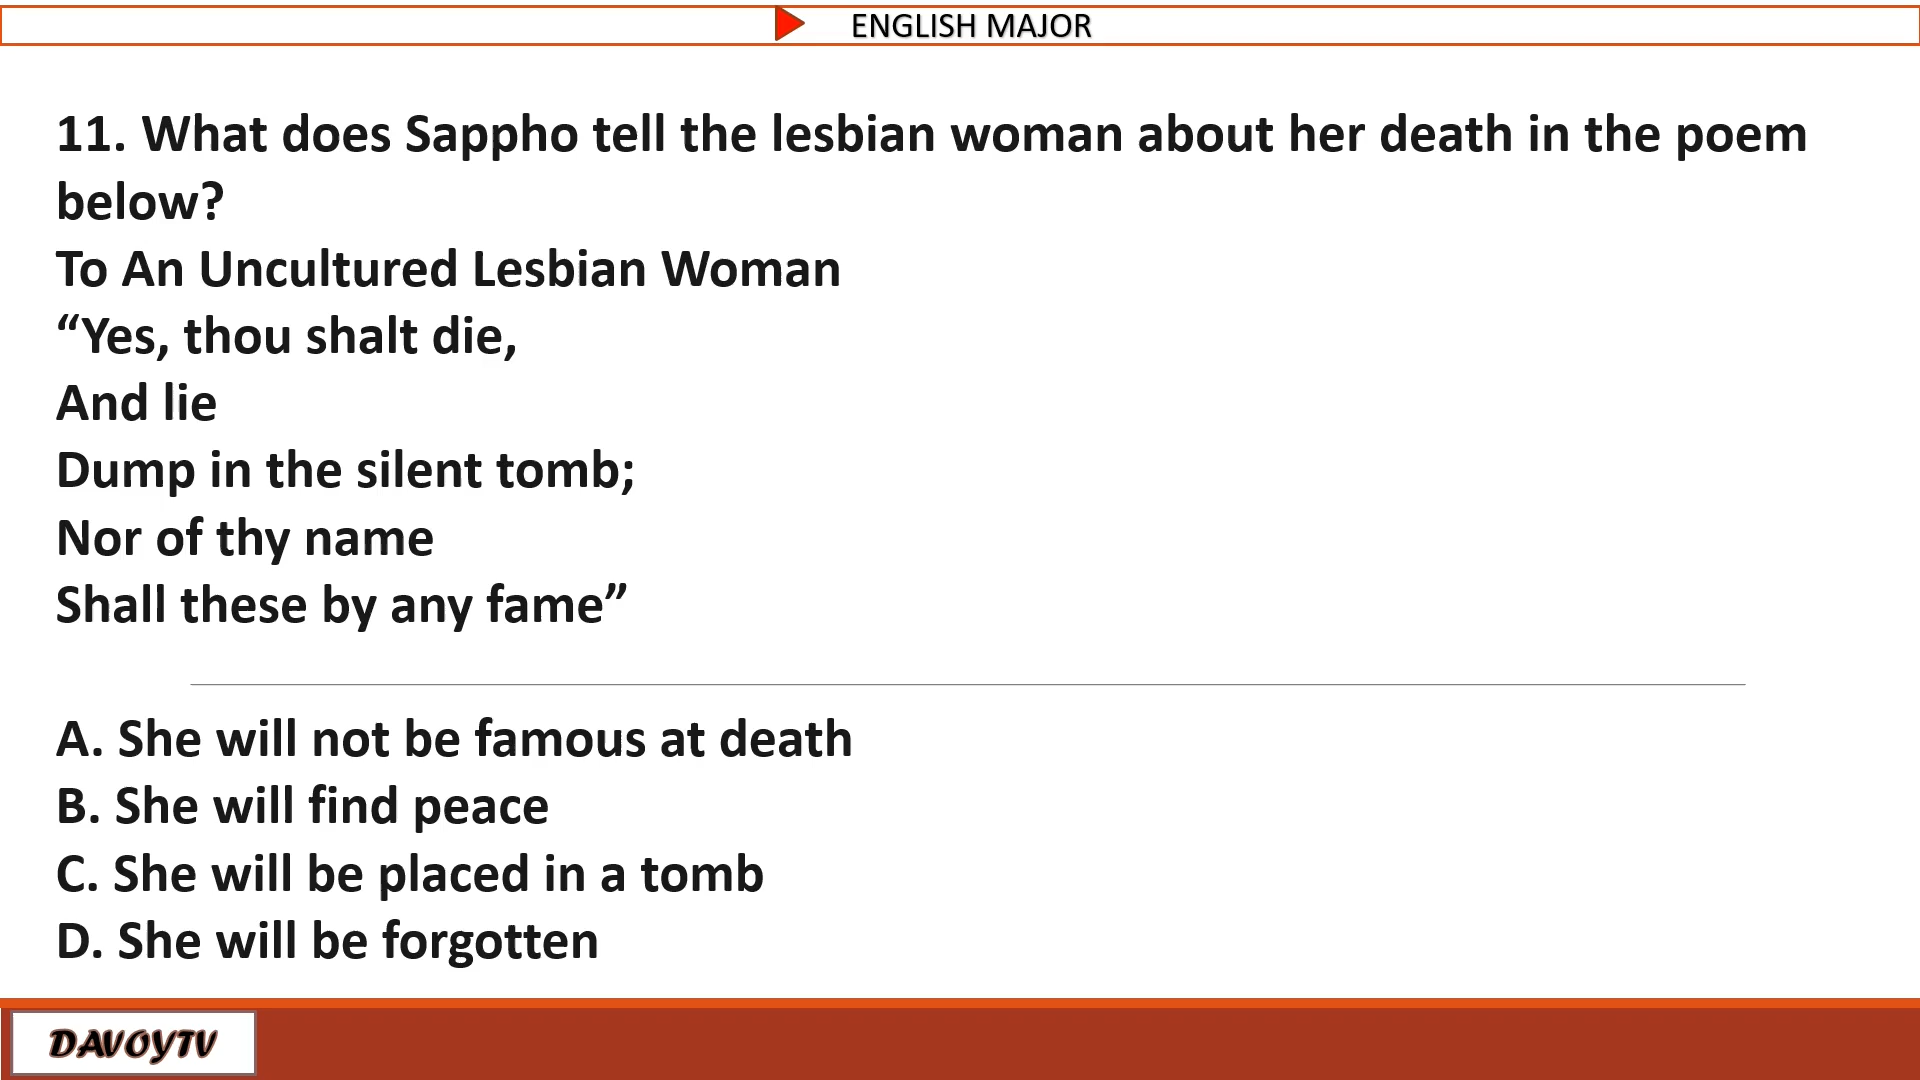 ENGLISH MAJOR
11. What does Sappho tell the lesbian woman about her death in the poem
below?
To An Uncultured Lesbian Woman
“Yes, thou shalt die,
And lie
Dump in the silent tomb;
Nor of thy name
Shall these by any fame”
A. She will not be famous at death
B. She will find peace
C. She will be placed in a tomb
D. She will be forgotten
DAVOYTV